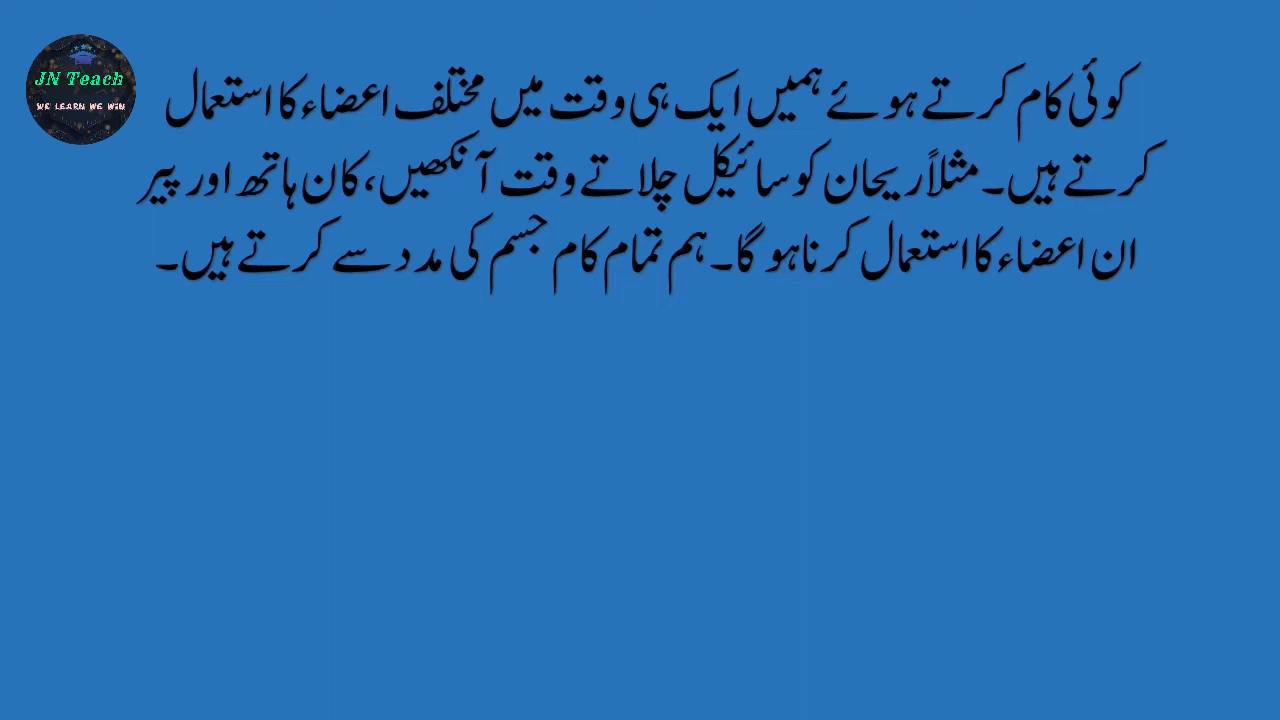 JN Teach
WE LEARN WE WIN
کوئی کام کرتے ہوئے ہمیں ایک ہی وقت میں مختلف اعضاء کا استعمال
کرتے ہیں۔ مثلاً ریحان کو سائیکل چلاتے وقت آنکھیں، کان ہاتھ اور پیر
ان اعضاء کا استعمال کرنا ہو گا۔ ہم تمام کام جسم کی مدد سے کرتے ہیں۔